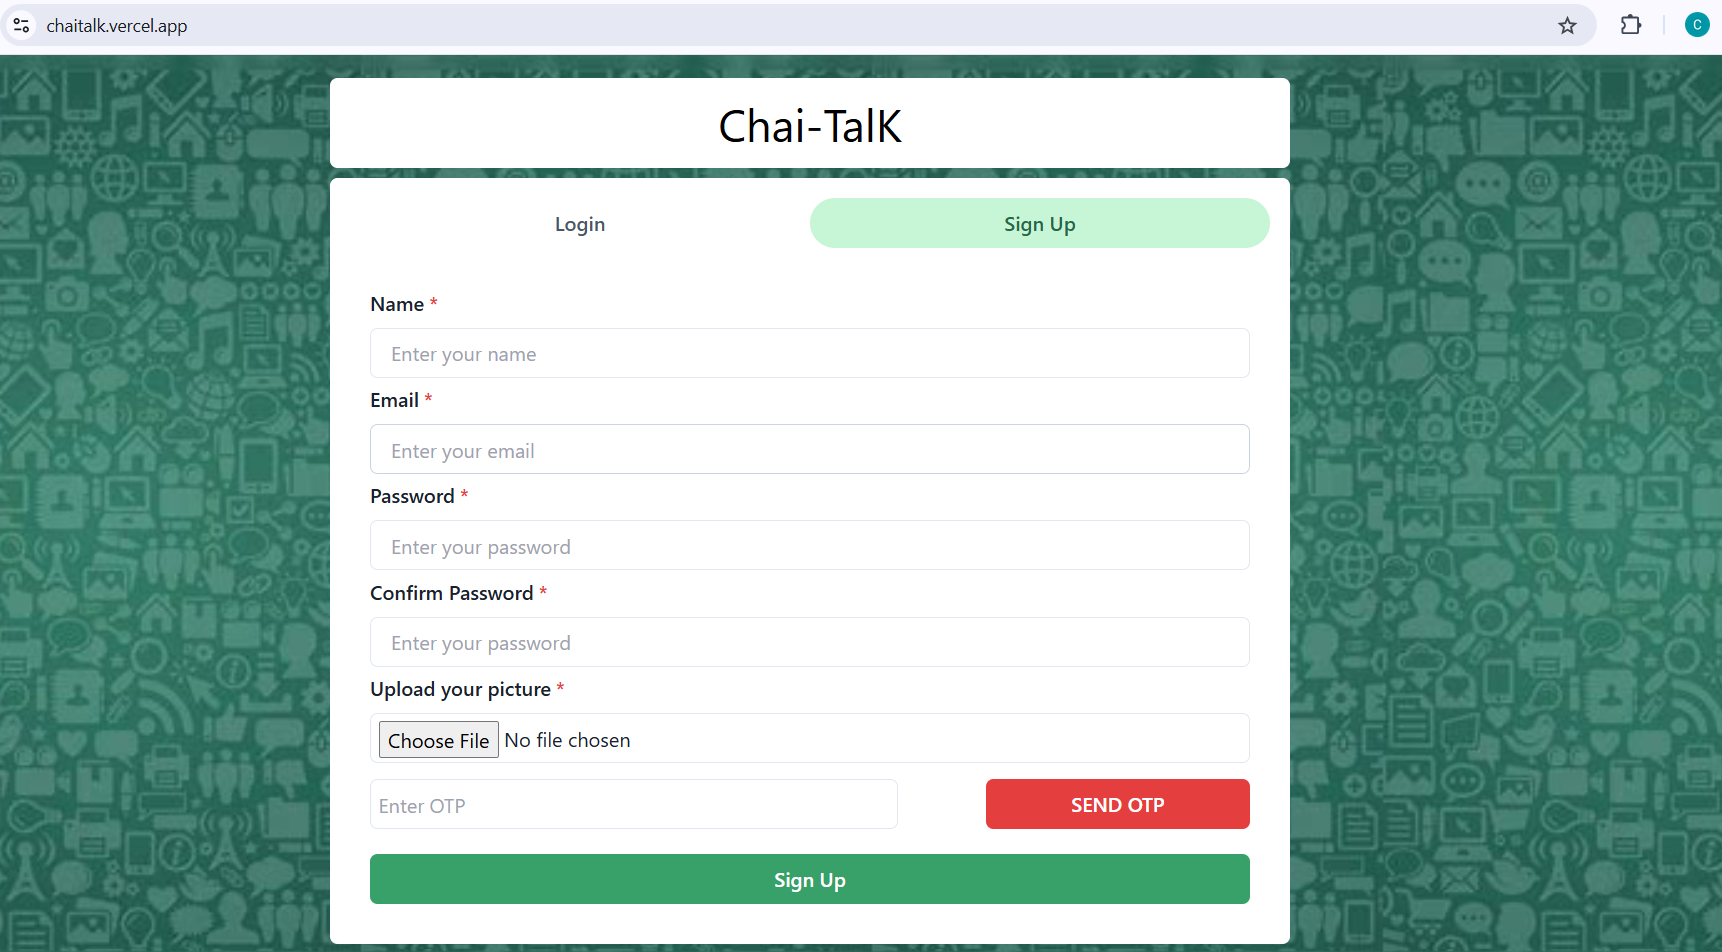 chaitalk.vercel.app
C
Chai-TalK
Login Sign Up
Name *
Enter your name
Email *
Enter your email
Password *
Enter your password
Confirm Password *
Enter your password
Upload your picture *
Choose File No file chosen
Enter OTP SEND OTP
Sign Up